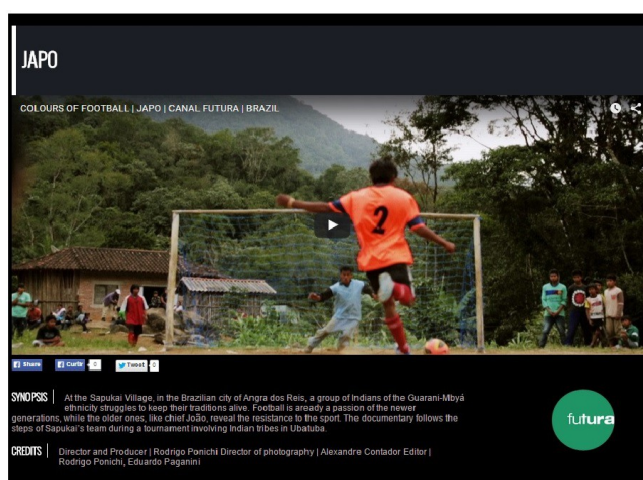 JAPO
COLOURS OF FOOTBALL | JAPO | CANAL FUTURA | BRAZIL
2
Share
Curtir 0
Tweet 0
SYNOPSIS | At the Sapukai Village, in the Brazilian city of Angra dos Reis, a group of Indians of the Guarani-Mbyá
ethnicity struggles to keep their traditions alive. Football is aready a passion of the newer
generations, while the older ones, like chief João, reveal the resistance to the sport. The documentary follows the
steps of Sapukai's team during a tournament involving Indian tribes in Ubatuba.
futura
CREDITS | Director and Producer | Rodrigo Ponichi Director of photography | Alexandre Contador Editor |
Rodrigo Ponichi, Eduardo Paganini